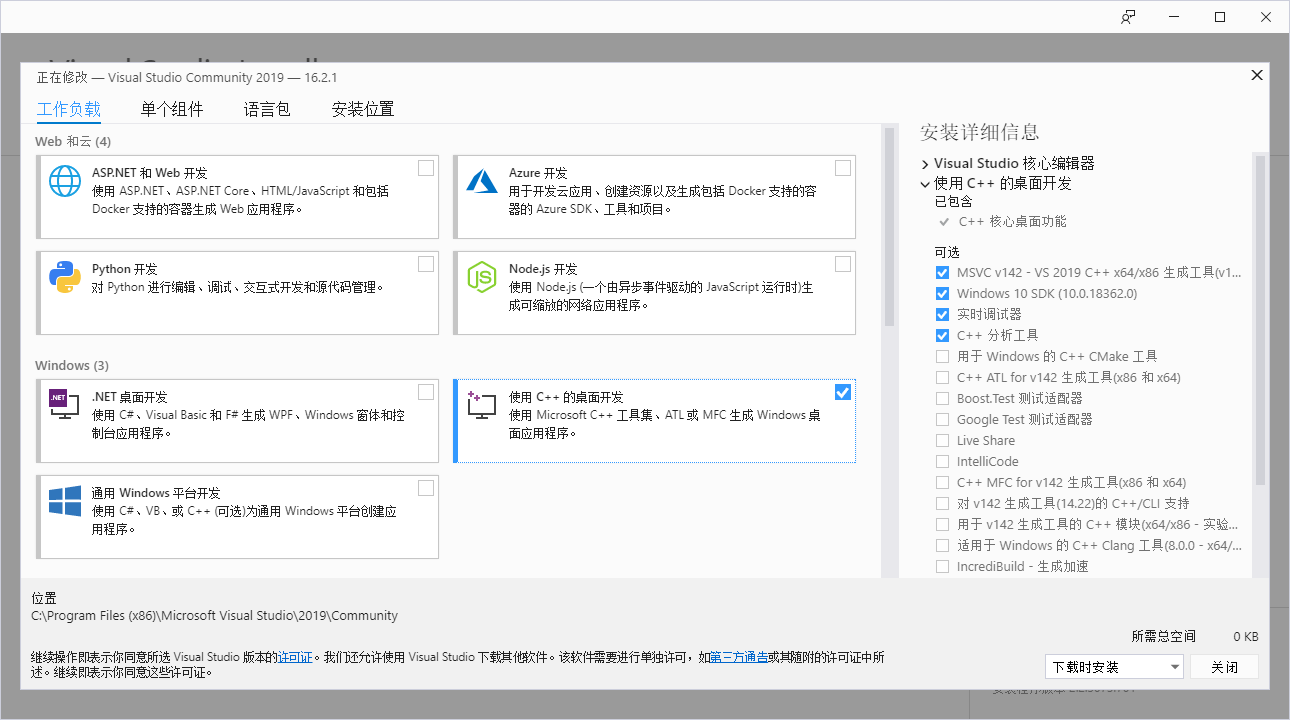 正在修改 — Visual Studio Community 2019 — 16.2.1
工作负载
单个组件
语言包
安装位置
Web 和云 (4)
ASP.NET 和 Web 开发
使用 ASP.NET、ASP.NET Core、HTML/JavaScript 和包括
Docker 支持的容器生成 Web 应用程序。
Azure 开发
用于开发云应用、创建资源以及生成包括 Docker 支持的容
器的 Azure SDK、工具和项目。
Python 开发
对 Python 进行编辑、调试、交互式开发和源代码管理。
Node.js 开发
使用 Node.js (一个由异步事件驱动的 JavaScript 运行时)生
成可缩放的网络应用程序。
Windows (3)
.NET
.NET 桌面开发
使用 C#、Visual Basic 和 F# 生成 WPF、Windows 窗体和控
制台应用程序。
使用 C++ 的桌面开发
使用 Microsoft C++ 工具集、ATL 或 MFC 生成 Windows 桌
面应用程序。
通用 Windows 平台开发
使用 C#、VB、或 C++ (可选)为通用 Windows 平台创建应
用程序。
安装详细信息
Visual Studio 核心编辑器
使用 C++ 的桌面开发
已包含
C++ 核心桌面功能
可选
MSVC v142 - VS 2019 C++ x64/x86 生成工具(v1...
Windows 10 SDK (10.0.18362.0)
实时调试器
C++ 分析工具
用于 Windows 的 C++ CMake 工具
C++ ATL for v142 生成工具(x86 和 x64)
Boost.Test 测试适配器
Google Test 测试适配器
Live Share
IntelliCode
C++ MFC for v142 生成工具(x86 和 x64)
对 v142 生成工具(14.22)的 C++/CLI 支持
用于 v142 生成工具的 C++ 模块(x64/x86 - 实验...
适用于 Windows 的 C++ Clang 工具(8.0.0 - x64/...
IncrediBuild - 生成加速
位置
C:\Program Files (x86)\Microsoft Visual Studio\2019\Community
继续操作即表示你同意所选 Visual Studio 版本的许可证。我们还允许使用 Visual Studio 下载其他软件。该软件需要进行单独许可，如第三方通告或其随附的许可证中所
述。继续即表示你同意这些许可证。
所需总空间 0 KB
下载时安装
关闭